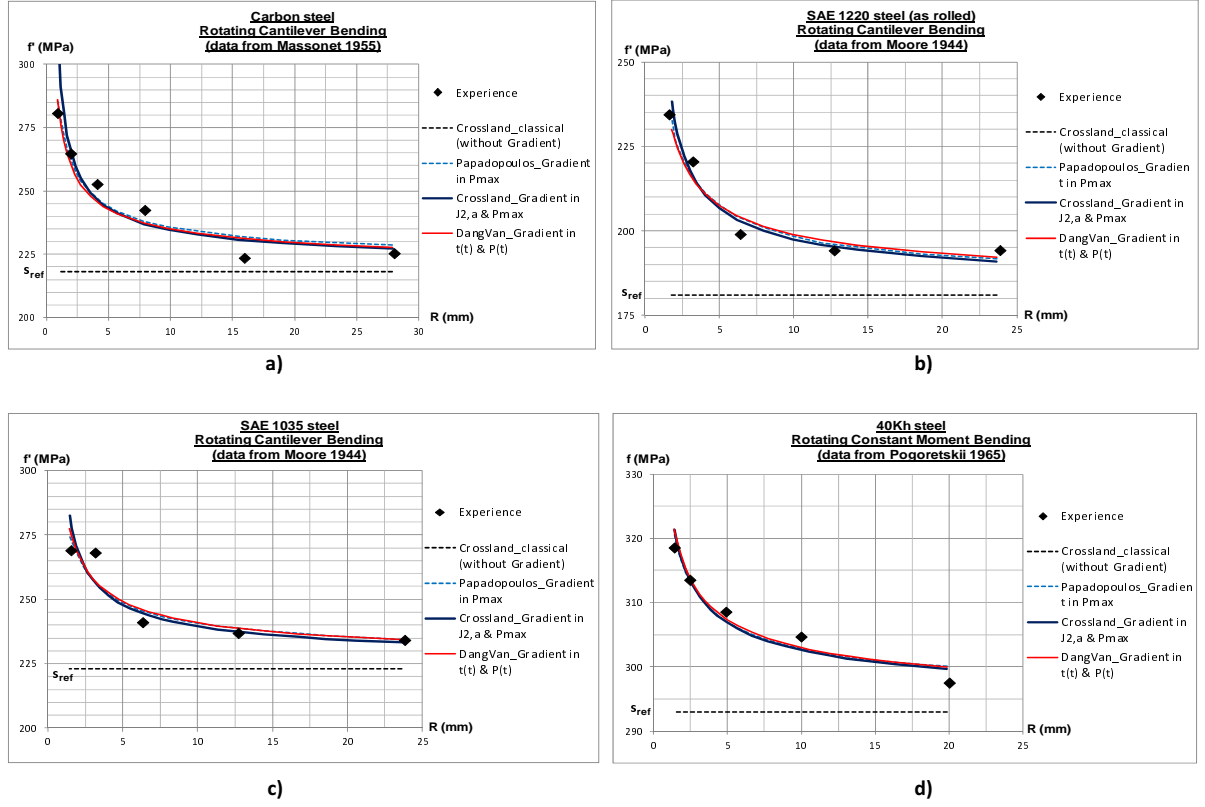 Carbon steel
Rotating Cantilever Bending
(data from Massonet 1955)
f' (MPa)
300
275
250
225
200
s_ref
0
5
10
15
20
25
30
R (mm)
Experience
Crossland_classical
(without Gradient)
Papadopoulos_Gradient
in Pmax
Crossland_Gradient in
J2,a & Pmax
DangVan_Gradient in
t(t) & P(t)
a)
SAE 1220 steel (as rolled)
Rotating Cantilever Bending
(data from Moore 1944)
f' (MPa)
250
225
200
175
s_ref
0
5
10
15
20
25
R (mm)
Experience
Crossland_classical
(without Gradient)
Papadopoulos_Gradien
t in Pmax
Crossland_Gradient in
J2,a & Pmax
DangVan_Gradient in
t(t) & P(t)
b)
SAE 1035 steel
Rotating Cantilever Bending
(data from Moore 1944)
f' (MPa)
300
275
250
225
200
s_ref
0
5
10
15
20
25
R (mm)
Experience
Crossland_classical
(without Gradient)
Papadopoulos_Gradient
in Pmax
Crossland_Gradient in
J2,a & Pmax
DangVan_Gradient in
t(t) & P(t)
c)
40Kh steel
Rotating Constant Moment Bending
(data from Pogoretskii 1965)
f' (MPa)
330
320
310
300
290
s_ref
0
5
10
15
20
25
R (mm)
Experience
Crossland_classical
(without Gradient)
Papadopoulos_Gradien
t in Pmax
Crossland_Gradient in
J2,a & Pmax
DangVan_Gradient in
t(t) & P(t)
d)